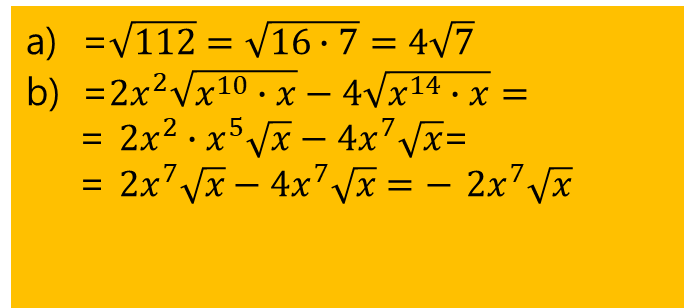 a) =√112 = √16 · 7 = 4√7
b) =2x²√x¹⁰ · x − 4√x¹⁴ · x =
= 2x² · x⁵√x − 4x⁷√x=
= 2x⁷√x − 4x⁷√x = − 2x⁷√x